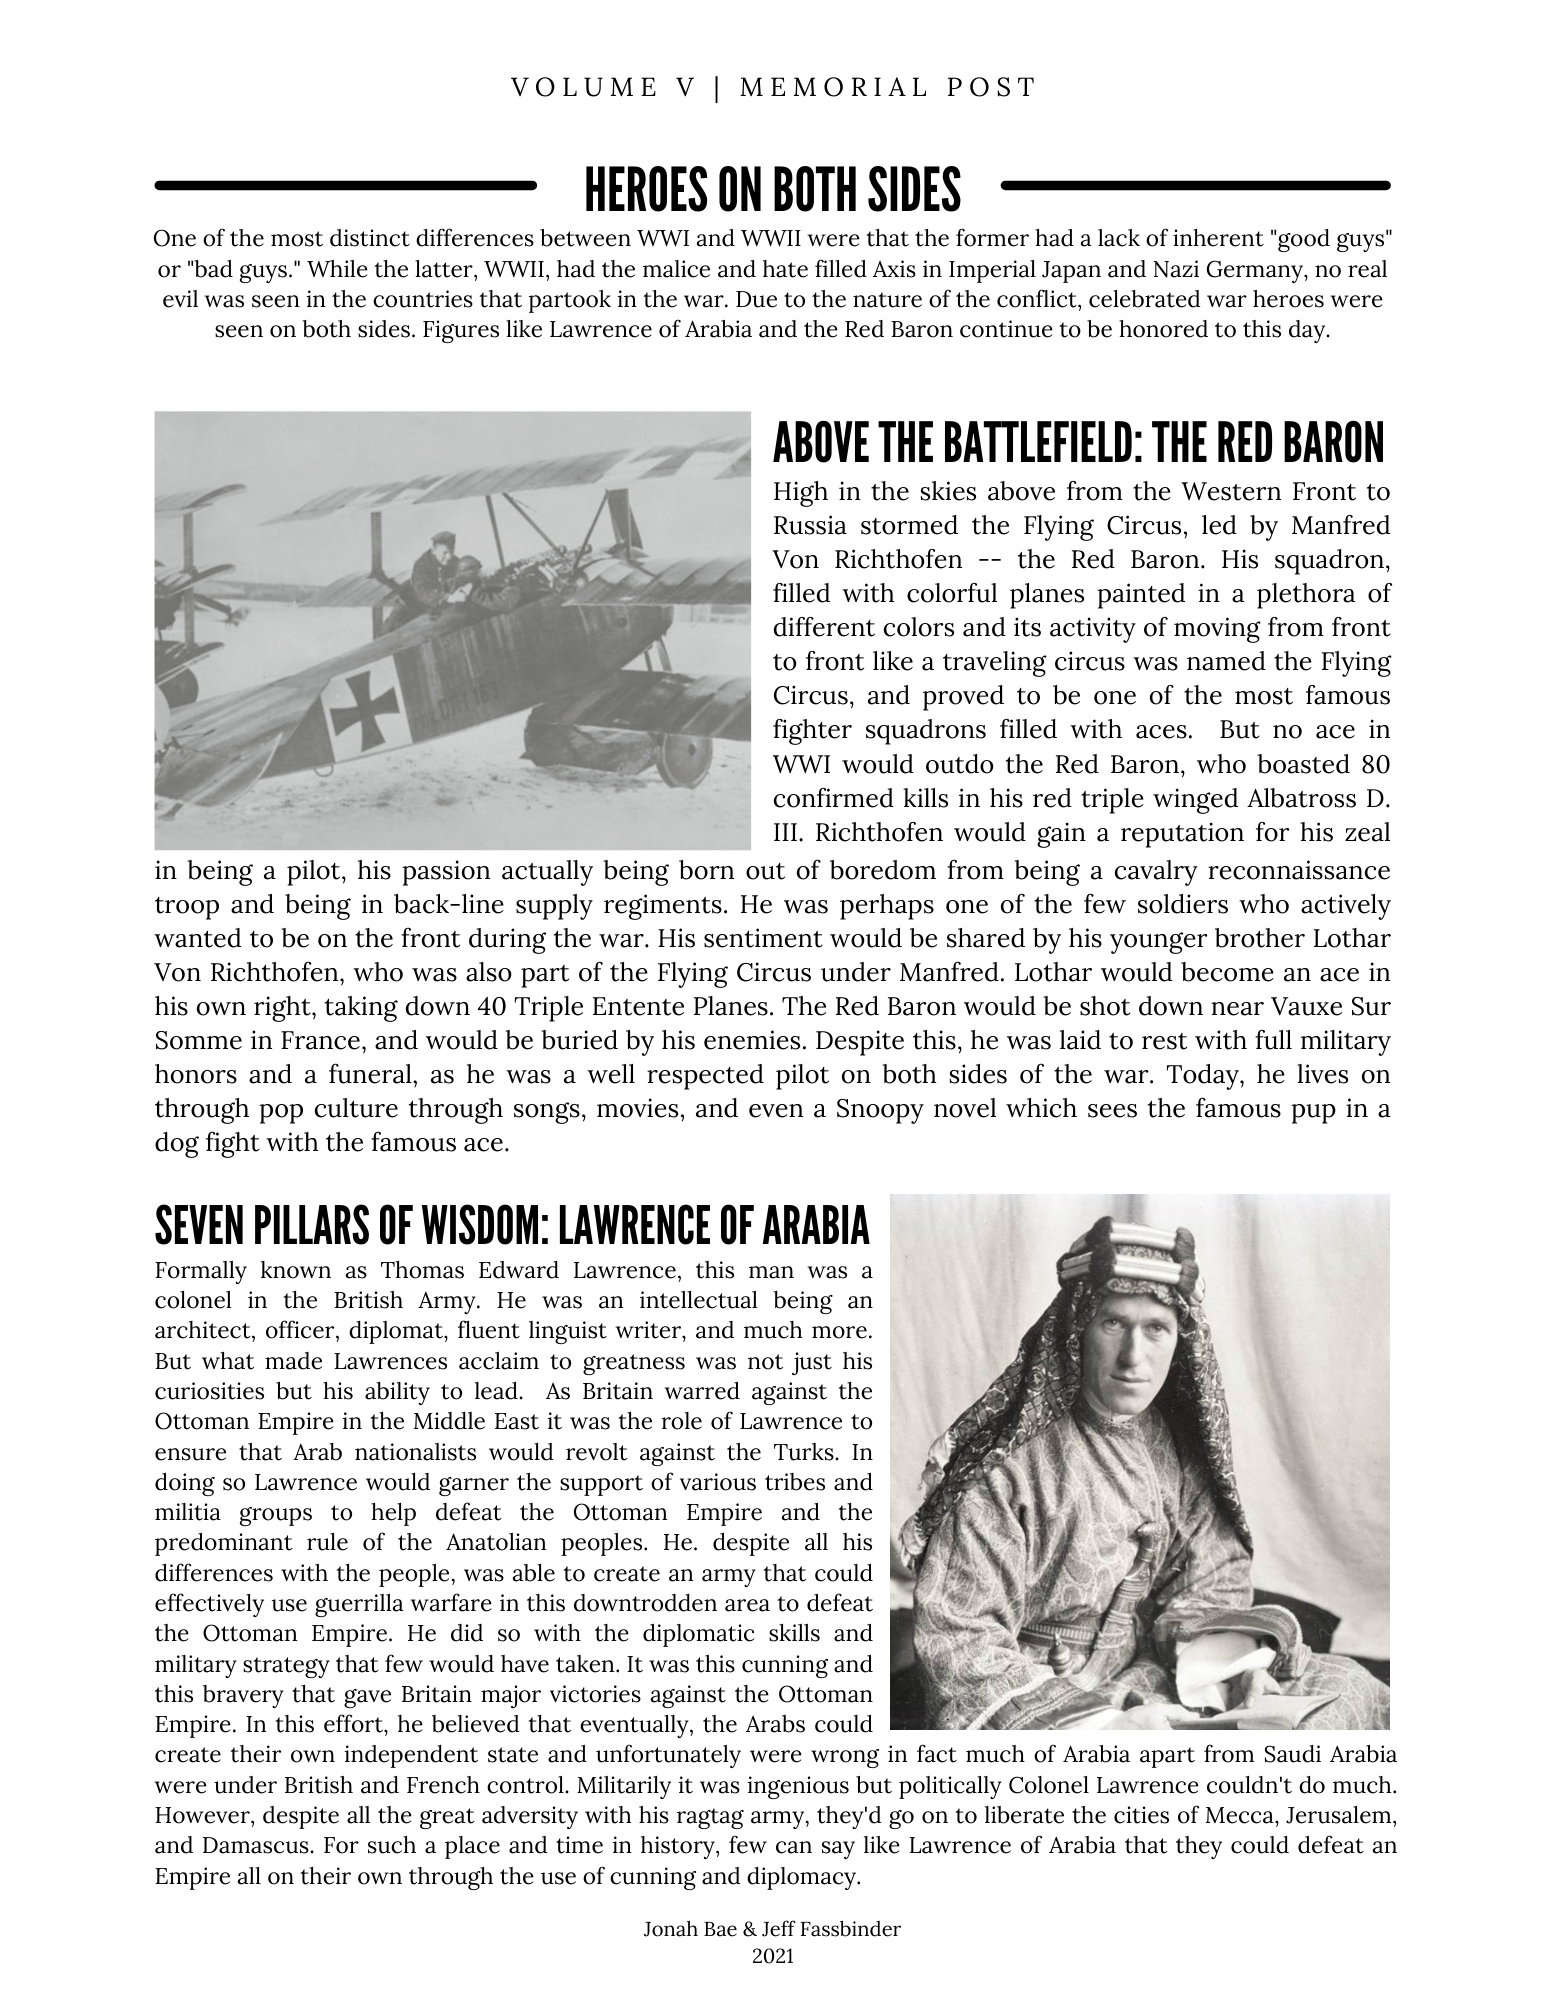 VOLUME V | MEMORIAL POST
HEROES ON BOTH SIDES
One of the most distinct differences between WWI and WWII were that the former had a lack of inherent "good guys"
or "bad guys." While the latter, WWII, had the malice and hate filled Axis in Imperial Japan and Nazi Germany, no real
evil was seen in the countries that partook in the war. Due to the nature of the conflict, celebrated war heroes were
seen on both sides. Figures like Lawrence of Arabia and the Red Baron continue to be honored to this day.
ABOVE THE BATTLEFIELD: THE RED BARON
High in the skies above from the Western Front to
Russia stormed the Flying Circus, led by Manfred
Von Richthofen -- the Red Baron. His squadron,
filled with colorful planes painted in a plethora of
different colors and its activity of moving from front
to front like a traveling circus was named the Flying
Circus, and proved to be one of the most famous
fighter squadrons filled with aces. But no ace in
WWI would outdo the Red Baron, who boasted 80
confirmed kills in his red triple winged Albatross D.
III. Richthofen would gain a reputation for his zeal
in being a pilot, his passion actually being born out of boredom from being a cavalry reconnaissance
troop and being in back-line supply regiments. He was perhaps one of the few soldiers who actively
wanted to be on the front during the war. His sentiment would be shared by his younger brother Lothar
Von Richthofen, who was also part of the Flying Circus under Manfred. Lothar would become an ace in
his own right, taking down 40 Triple Entente Planes. The Red Baron would be shot down near Vauxe Sur
Somme in France, and would be buried by his enemies. Despite this, he was laid to rest with full military
honors and a funeral, as he was a well respected pilot on both sides of the war. Today, he lives on
through pop culture through songs, movies, and even a Snoopy novel which sees the famous pup in a
dog fight with the famous ace.
SEVEN PILLARS OF WISDOM: LAWRENCE OF ARABIA
Formally known as Thomas Edward Lawrence, this man was a
colonel in the British Army. He was an intellectual being an
architect, officer, diplomat, fluent linguist writer, and much more.
But what made Lawrences acclaim to greatness was not just his
curiosities but his ability to lead. As Britain warred against the
Ottoman Empire in the Middle East it was the role of Lawrence to
ensure that Arab nationalists would revolt against the Turks. In
doing so Lawrence would garner the support of various tribes and
militia groups to help defeat the Ottoman Empire and the
predominant rule of the Anatolian peoples. He. despite all his
differences with the people, was able to create an army that could
effectively use guerrilla warfare in this downtrodden area to defeat
the Ottoman Empire. He did so with the diplomatic skills and
military strategy that few would have taken. It was this cunning and
this bravery that gave Britain major victories against the Ottoman
Empire. In this effort, he believed that eventually, the Arabs could
create their own independent state and unfortunately were wrong in fact much of Arabia apart from Saudi Arabia
were under British and French control. Militarily it was ingenious but politically Colonel Lawrence couldn't do much.
However, despite all the great adversity with his ragtag army, they'd go on to liberate the cities of Mecca, Jerusalem,
and Damascus. For such a place and time in history, few can say like Lawrence of Arabia that they could defeat an
Empire all on their own through the use of cunning and diplomacy.
Jonah Bae & Jeff Fassbinder
2021